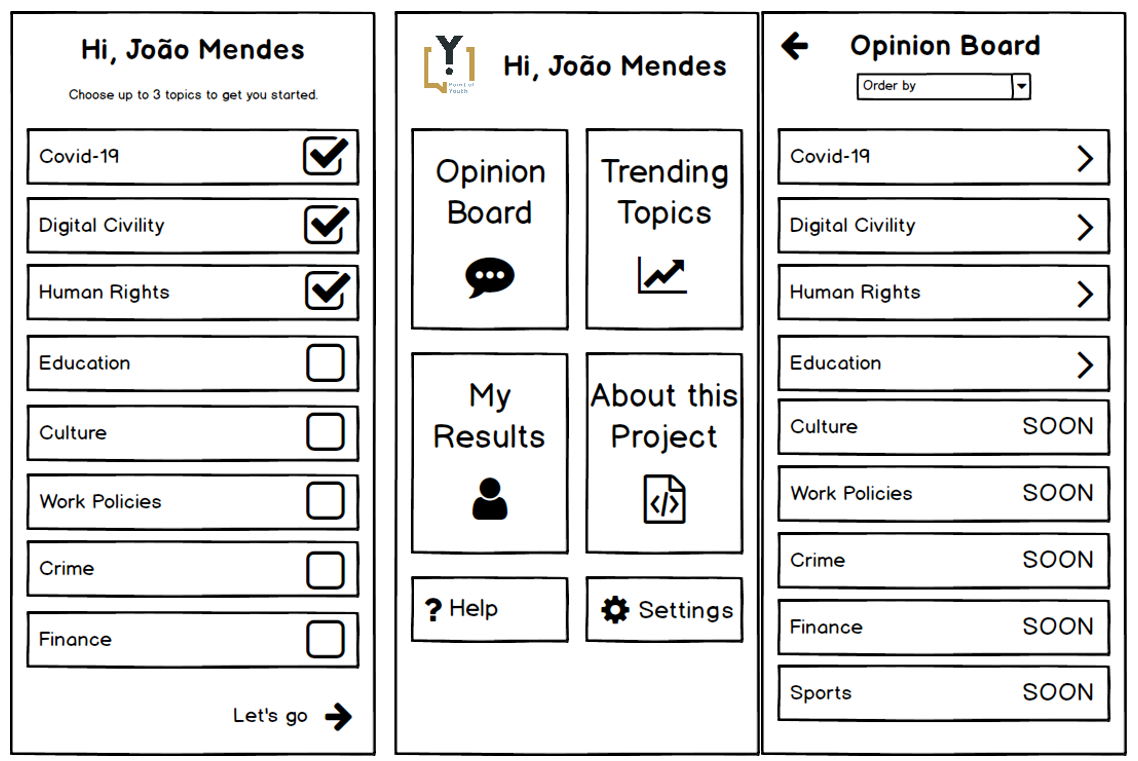 Hi, João Mendes
Choose up to 3 topics to get you started.
Covid-19
Digital Civility
Human Rights
Education
Culture
Work Policies
Crime
Finance
Let's go
Y!
Point of
Youth
Hi, João Mendes
Opinion
Board
Trending
Topics
My
Results
About this
Project
? Help
Settings
Opinion Board
Order by
Covid-19
Digital Civility
Human Rights
Education
Culture SOON
Work Policies SOON
Crime SOON
Finance SOON
Sports SOON